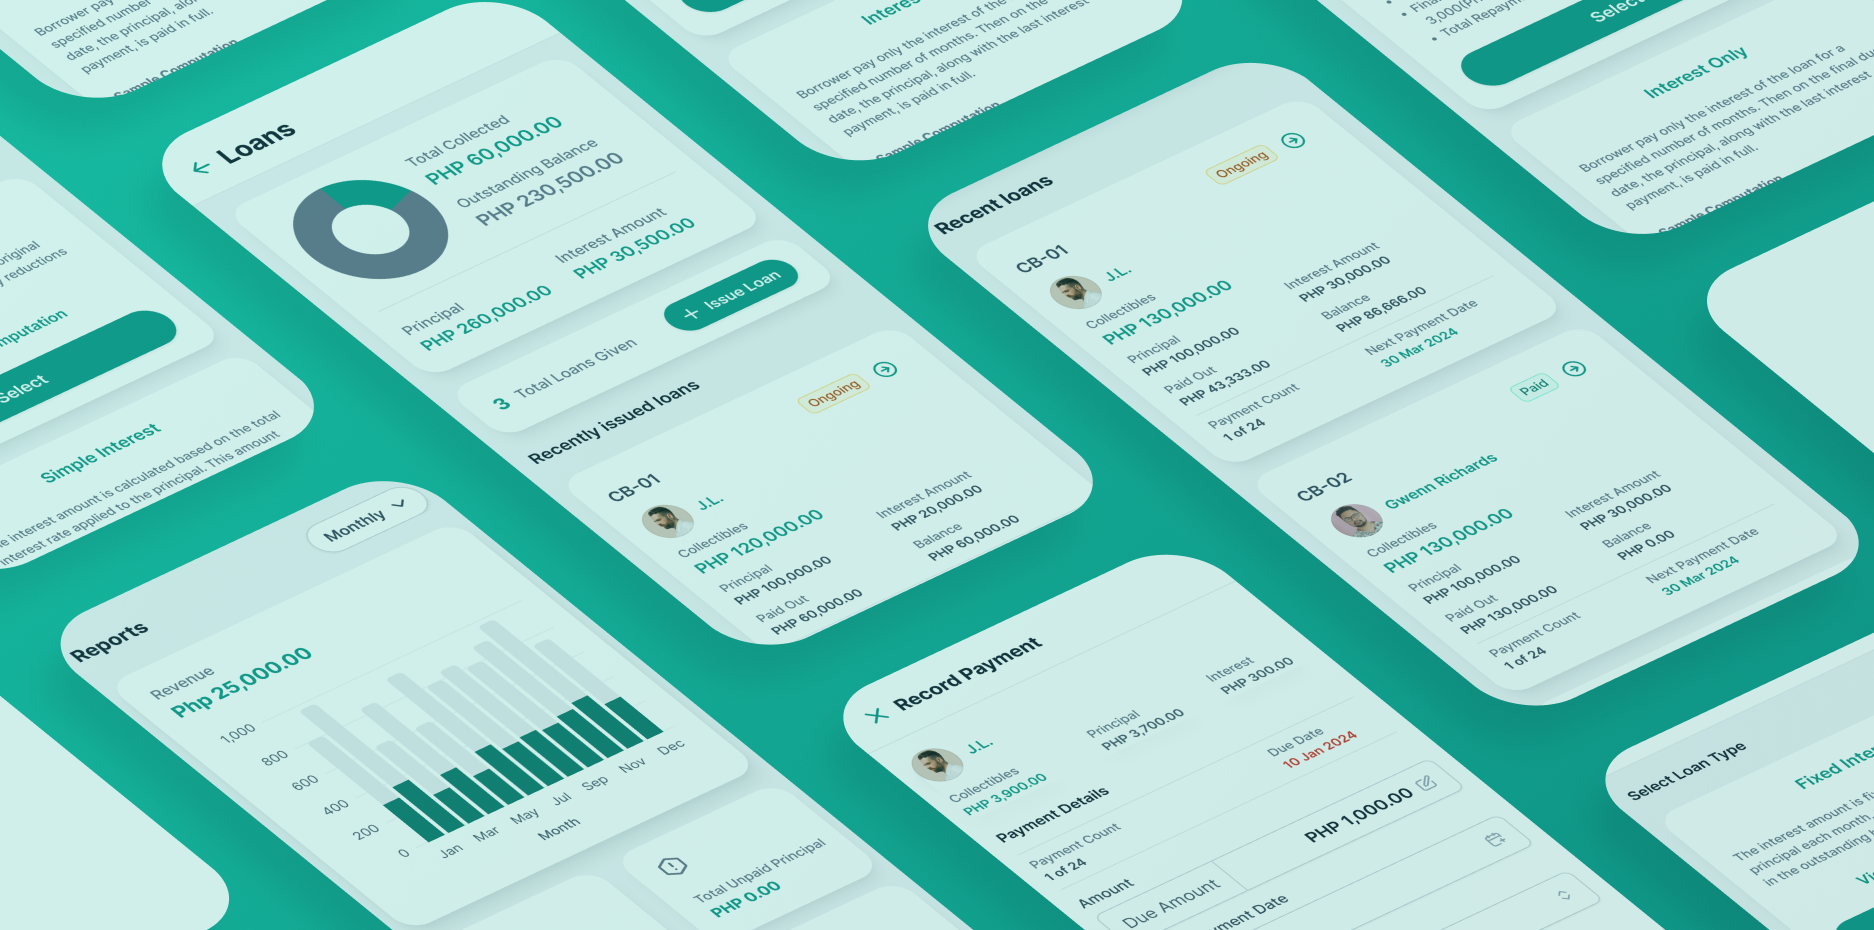 Borrower pay
specified number
date, the principal, alo
payment, is paid in full.
Sample Computation
original
y reductions
mputation
Select
Simple Interest
e interest amount is calculated based on the total
interest rate applied to the principal. This amount
Loans
Total Collected
PHP 60,000.00
Outstanding Balance
PHP 230,500.00
Principal
PHP 260,000.00
Interest Amount
PHP 30,500.00
3 Total Loans Given
+ Issue Loan
Recently issued loans
CB-01
Ongoing
J.L.
Collectibles
PHP 120,000.00
Interest Amount
PHP 20,000.00
Principal
PHP 100,000.00
Balance
PHP 60,000.00
Paid Out
PHP 60,000.00
Reports
Monthly
Revenue
Php 25,000.00
1,000
800
600
400
200
0
Jan Mar May Jul Sep Nov Dec
Month
Total Unpaid Principal
PHP 0.00
Interes
Borrower pay only the interest of the
specified number of months. Then on the
date, the principal, along with the last interest
payment, is paid in full.
Sample Computation
Recent loans
CB-01
Ongoing
J.L.
Collectibles
PHP 130,000.00
Interest Amount
PHP 30,000.00
Principal
PHP 100,000.00
Balance
PHP 86,666.00
Paid Out
PHP 43,333.00
Next Payment Date
30 Mar 2024
Payment Count
1 of 24
CB-02
Paid
Gwenn Richards
Collectibles
PHP 130,000.00
Interest Amount
PHP 30,000.00
Principal
PHP 100,000.00
Balance
PHP 0.00
Paid Out
PHP 130,000.00
Next Payment Date
30 Mar 2024
Payment Count
1 of 24
Record Payment
J.L.
Collectibles
PHP 3,900.00
Principal
PHP 3,700.00
Interest
PHP 300.00
Payment Details
Due Date
10 Jan 2024
Payment Count
1 of 24
Amount
Due Amount
PHP 1,000.00
yment Date
Fina
3,000(Pr
Total Repaym
Select
Interest Only
Borrower pay only the interest of the loan for a
specified number of months. Then on the final du
date, the principal, along with the last interest
payment, is paid in full.
Sample Computation
Select Loan Type
Fixed Inte
The interest amount is fi
principal each month,
in the outstanding
Vi